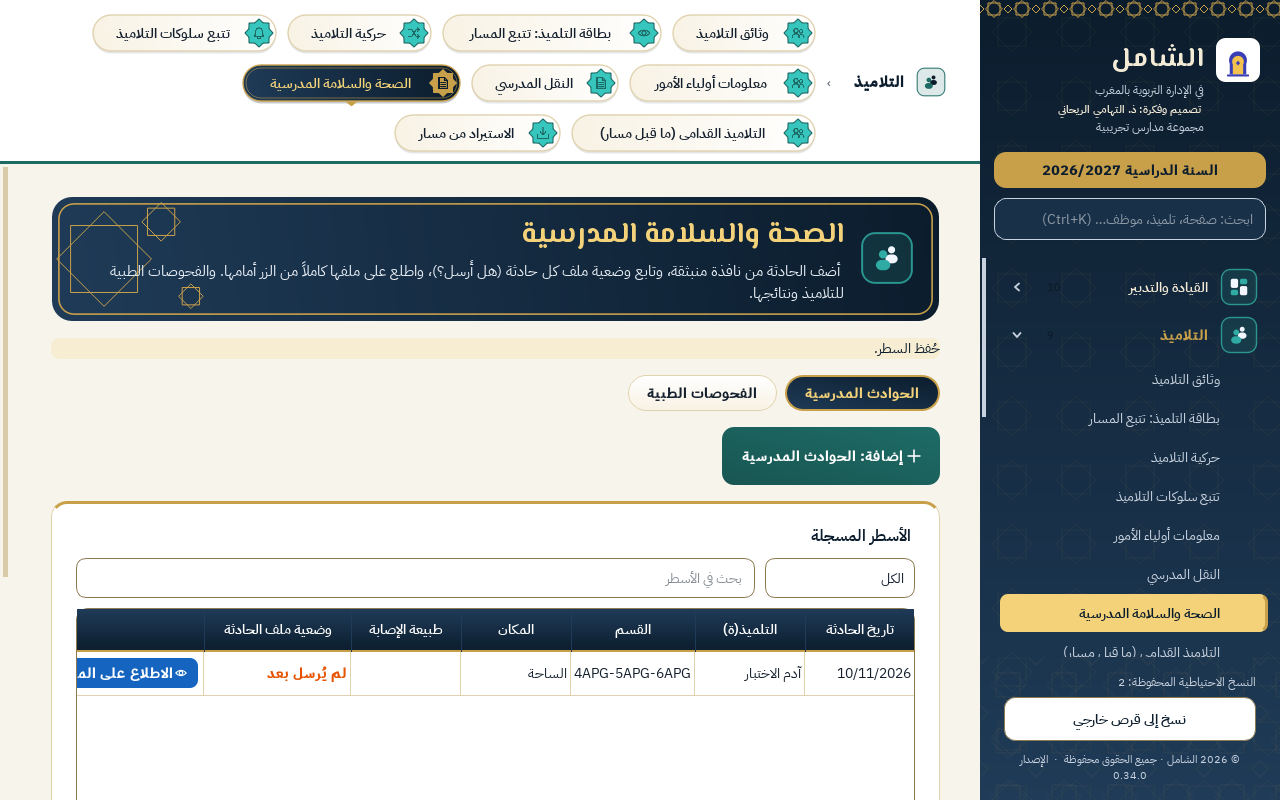 الشامل
في الإدارة التربوية بالمغرب
تصميم وفكرة: ذ. التهامي الريحاني
مجموعة مدارس تجريبية
السنة الدراسية 2026/2027
ابحث: صفحة، تلميذ، موظف... (Ctrl+K)
القيادة والتدبير 10
التلاميذ 9
وثائق التلاميذ
بطاقة التلميذ: تتبع المسار
حركية التلاميذ
تتبع سلوكات التلاميذ
معلومات أولياء الأمور
النقل المدرسي
الصحة والسلامة المدرسية
التلاميذ القدامى (ما قبل مسار)
النسخ الاحتياطية المحفوظة: 2
نسخ إلى قرص خارجي
© 2026 الشامل · جميع الحقوق محفوظة · الإصدار
0.34.0
التلاميذ ›
وثائق التلاميذ
بطاقة التلميذ: تتبع المسار
حركية التلاميذ
تتبع سلوكات التلاميذ
معلومات أولياء الأمور
النقل المدرسي
الصحة والسلامة المدرسية
التلاميذ القدامى (ما قبل مسار)
الاستيراد من مسار
الصحة والسلامة المدرسية
أضف الحادثة من نافذة منبثقة، وتابع وضعية ملف كل حادثة (هل أُرسل؟)، واطلع على ملفها كاملاً من الزر أمامها. والفحوصات الطبية
للتلاميذ ونتائجها.
حُفظ السطر.
الحوادث المدرسية
الفحوصات الطبية
+ إضافة: الحوادث المدرسية
الأسطر المسجلة
الكل
بحث في الأسطر
تاريخ الحادثة التلميذ(ة) القسم المكان طبيعة الإصابة وضعية ملف الحادثة
10/11/2026 آدم الاختبار 4APG-5APG-6APG الساحة لم يُرسل بعد الاطلاع على